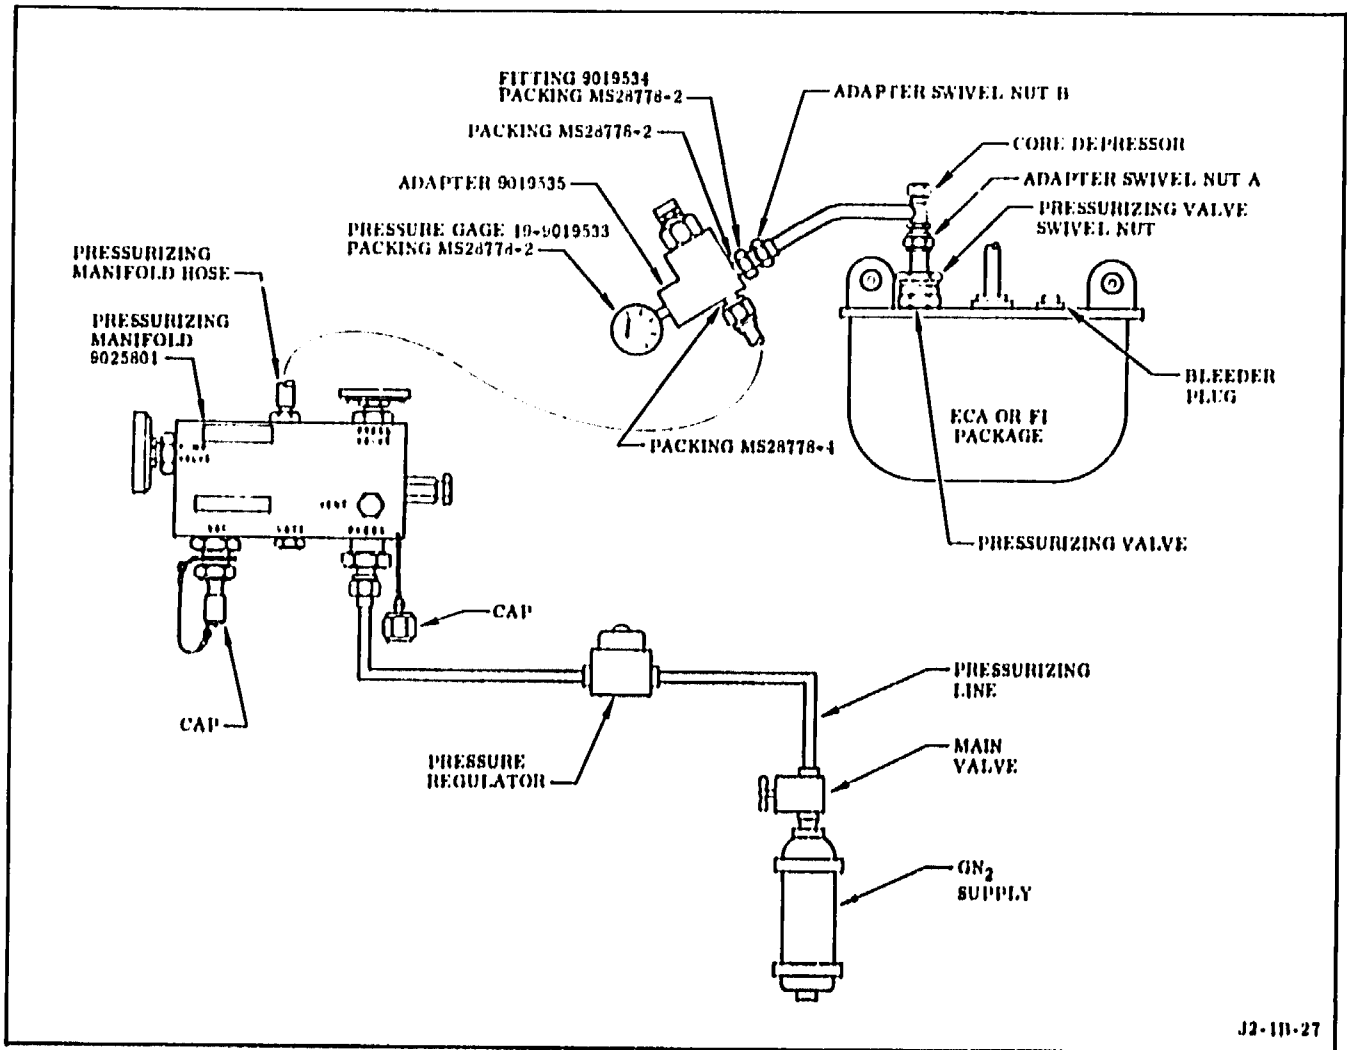 FITTING 9019534
PACKING MS28778-2
ADAPTER SWIVEL NUT B
PACKING MS28778-2
CORE DEPRESSOR
ADAPTER 9019535
ADAPTER SWIVEL NUT A
PRESSURIZING VALVE
SWIVEL NUT
PRESSURE GAGE 19-9019533
PACKING MS28778-2
PRESSURIZING
MANIFOLD HOSE
PRESSURIZING
MANIFOLD
9025801
BLEEDER
PLUG
ECA OR FI
PACKAGE
PACKING MS28778-4
VALVE
VENT
PRESSURIZING VALVE
CAP
CAP
PRESSURIZING
LINE
PRESSURE
REGULATOR
MAIN
VALVE
GN2
SUPPLY
J2-1B-27